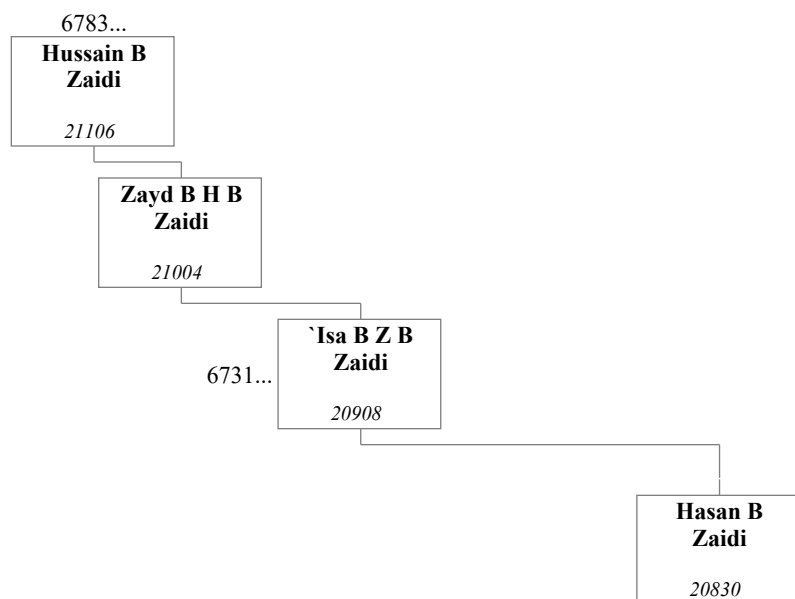 6783...
Hussain B
Zaidi
21106
Zayd B H B
Zaidi
21004
`Isa B Z B
Zaidi
6731...
20908
Hasan B
Zaidi
20830